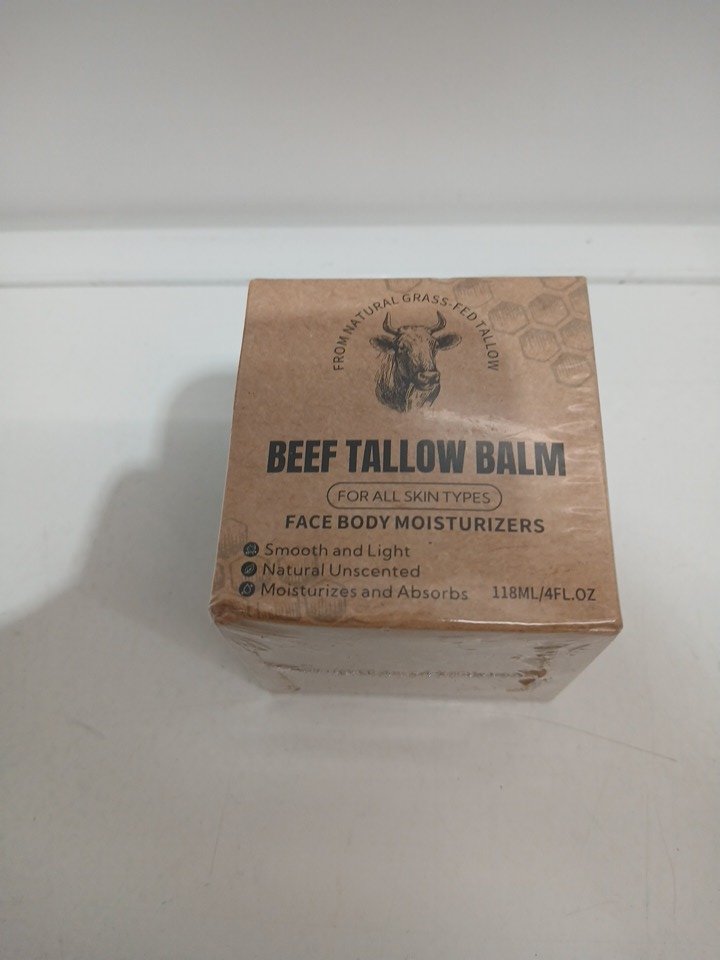 FROM NATURAL GRASS-FED TALLOW
BEEF TALLOW BALM
FOR ALL SKIN TYPES
FACE BODY MOISTURIZERS
Smooth and Light
Natural Unscented
Moisturizes and Absorbs 118ML/4FL.OZ